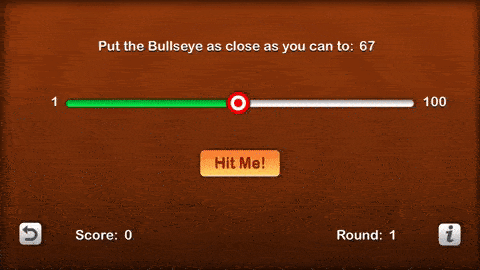 Put the Bullseye as close as you can to: 67
1 100
Hit Me!
Score: 0 Round: 1 i